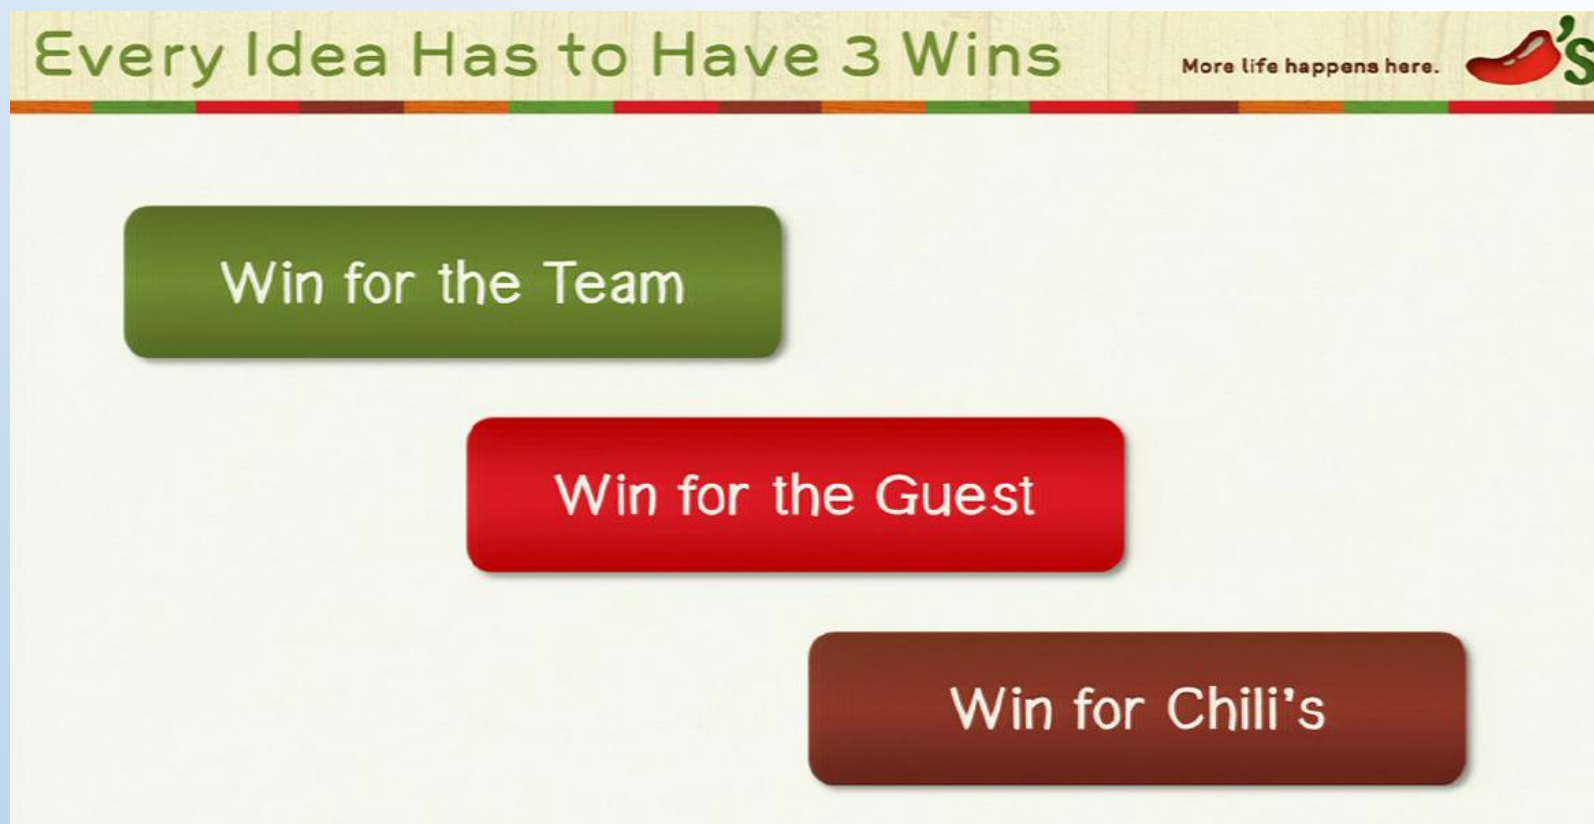 Every Idea Has to Have 3 Wins
More life happens here.
's
Win for the Team
Win for the Guest
Win for Chili's